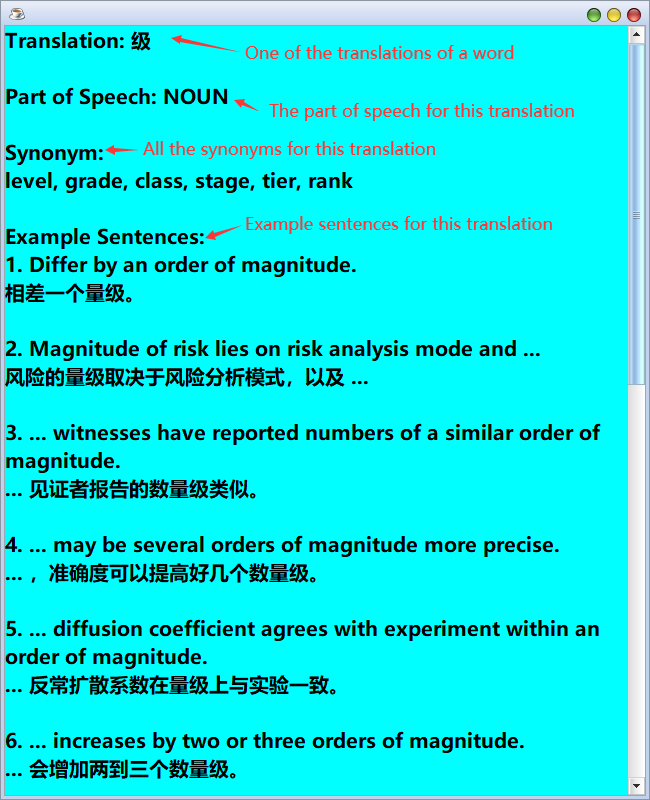 Translation: 级
One of the translations of a word
Part of Speech: NOUN
The part of speech for this translation
Synonym:
All the synonyms for this translation
level, grade, class, stage, tier, rank
Example Sentences:
Example sentences for this translation
1. Differ by an order of magnitude.
相差一个量级。
2. Magnitude of risk lies on risk analysis mode and ...
风险的量级取决于风险分析模式，以及 ...
3. ... witnesses have reported numbers of a similar order of
magnitude.
... 见证者报告的数量级类似。
4. ... may be several orders of magnitude more precise.
... ，准确度可以提高好几个数量级。
5. ... diffusion coefficient agrees with experiment within an
order of magnitude.
... 反常扩散系数在量级上与实验一致。
6. ... increases by two or three orders of magnitude.
... 会增加两到三个数量级。